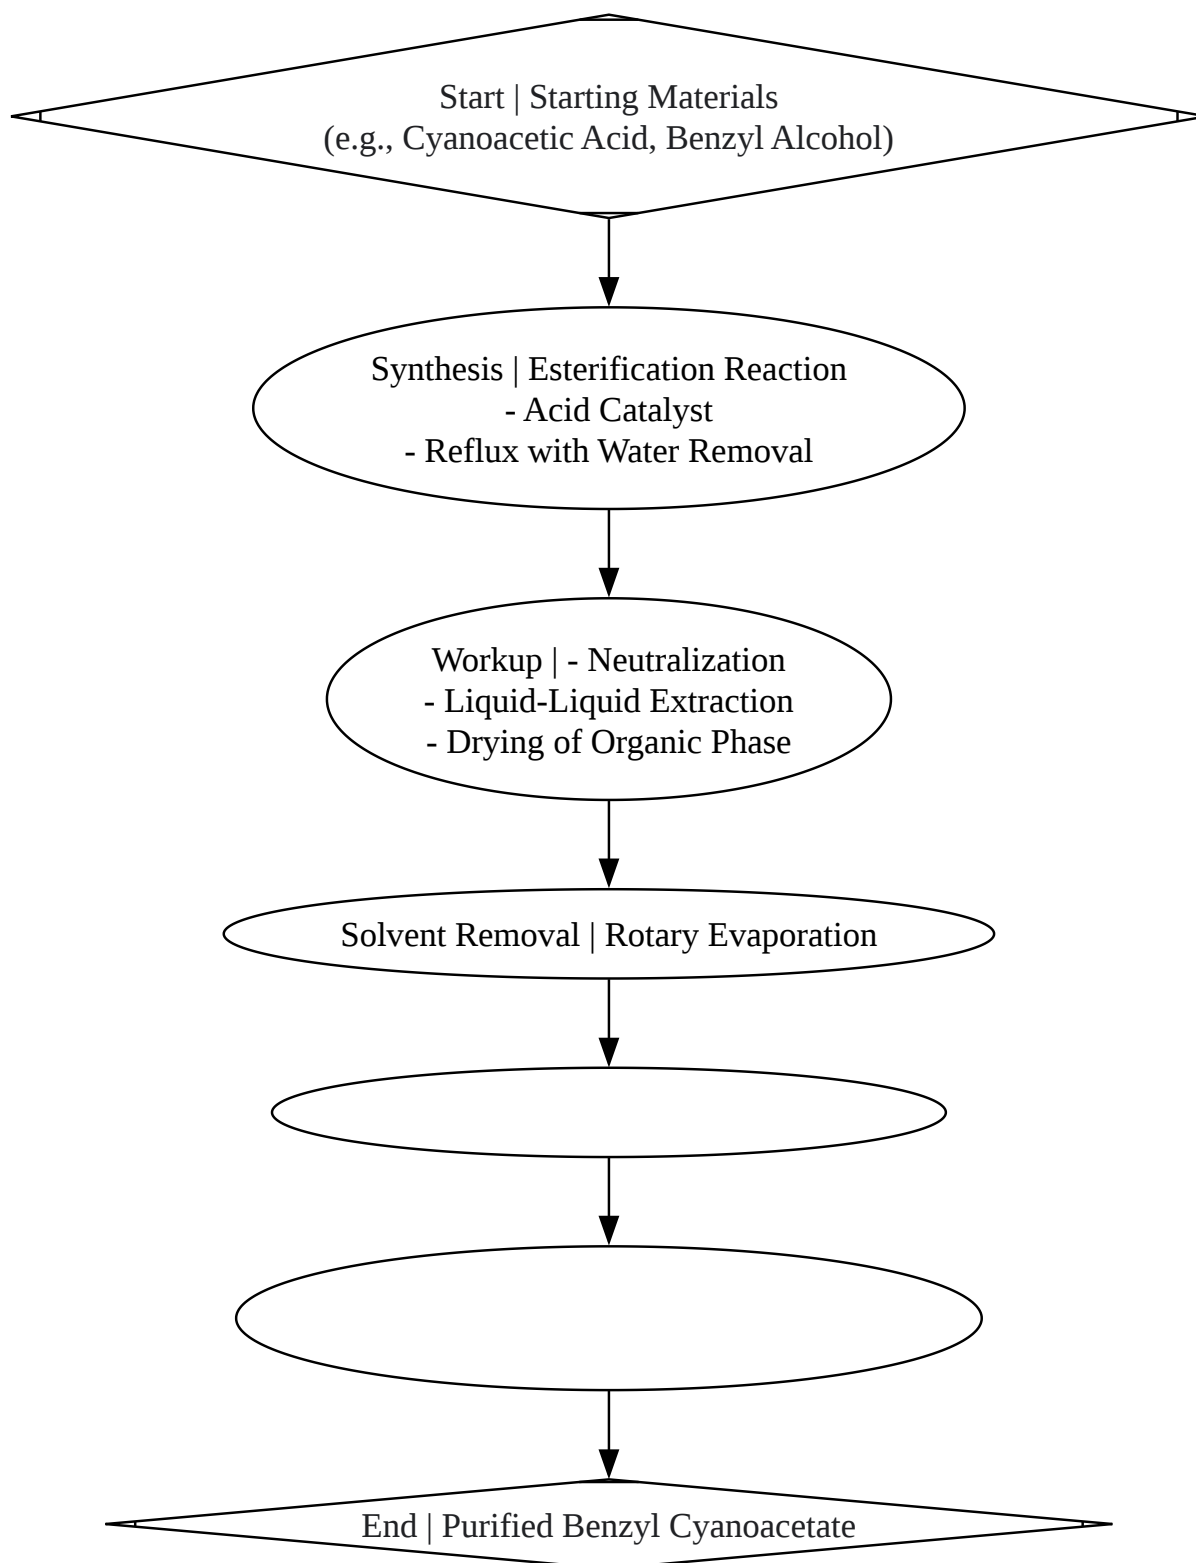 Start | Starting Materials
(e.g., Cyanoacetic Acid, Benzyl Alcohol)
Synthesis | Esterification Reaction
- Acid Catalyst
- Reflux with Water Removal
Workup | - Neutralization
- Liquid-Liquid Extraction
- Drying of Organic Phase
Solvent Removal | Rotary Evaporation
End | Purified Benzyl Cyanoacetate